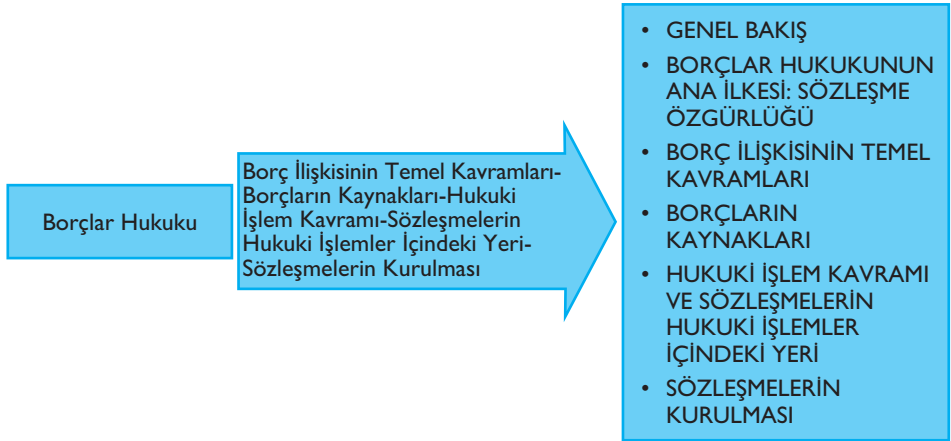 Borçlar Hukuku
Borç İlişkisinin Temel Kavramları-
Borçların Kaynakları-Hukuki
İşlem Kavramı-Sözleşmelerin
Hukuki İşlemler İçindeki Yeri-
Sözleşmelerin Kurulması
• GENEL BAKIŞ
• BORÇLAR HUKUKUNUN
ANA İLKESİ: SÖZLEŞME
ÖZGÜRLÜĞÜ
• BORÇ İLİŞKİSİNİN TEMEL
KAVRAMLARI
• BORÇLARIN
KAYNAKLARI
• HUKUKİ İŞLEM KAVRAMI
VE SÖZLEŞMELERİN
HUKUKİ İŞLEMLER
İÇİNDEKİ YERİ
• SÖZLEŞMELERİN
KURULMASI